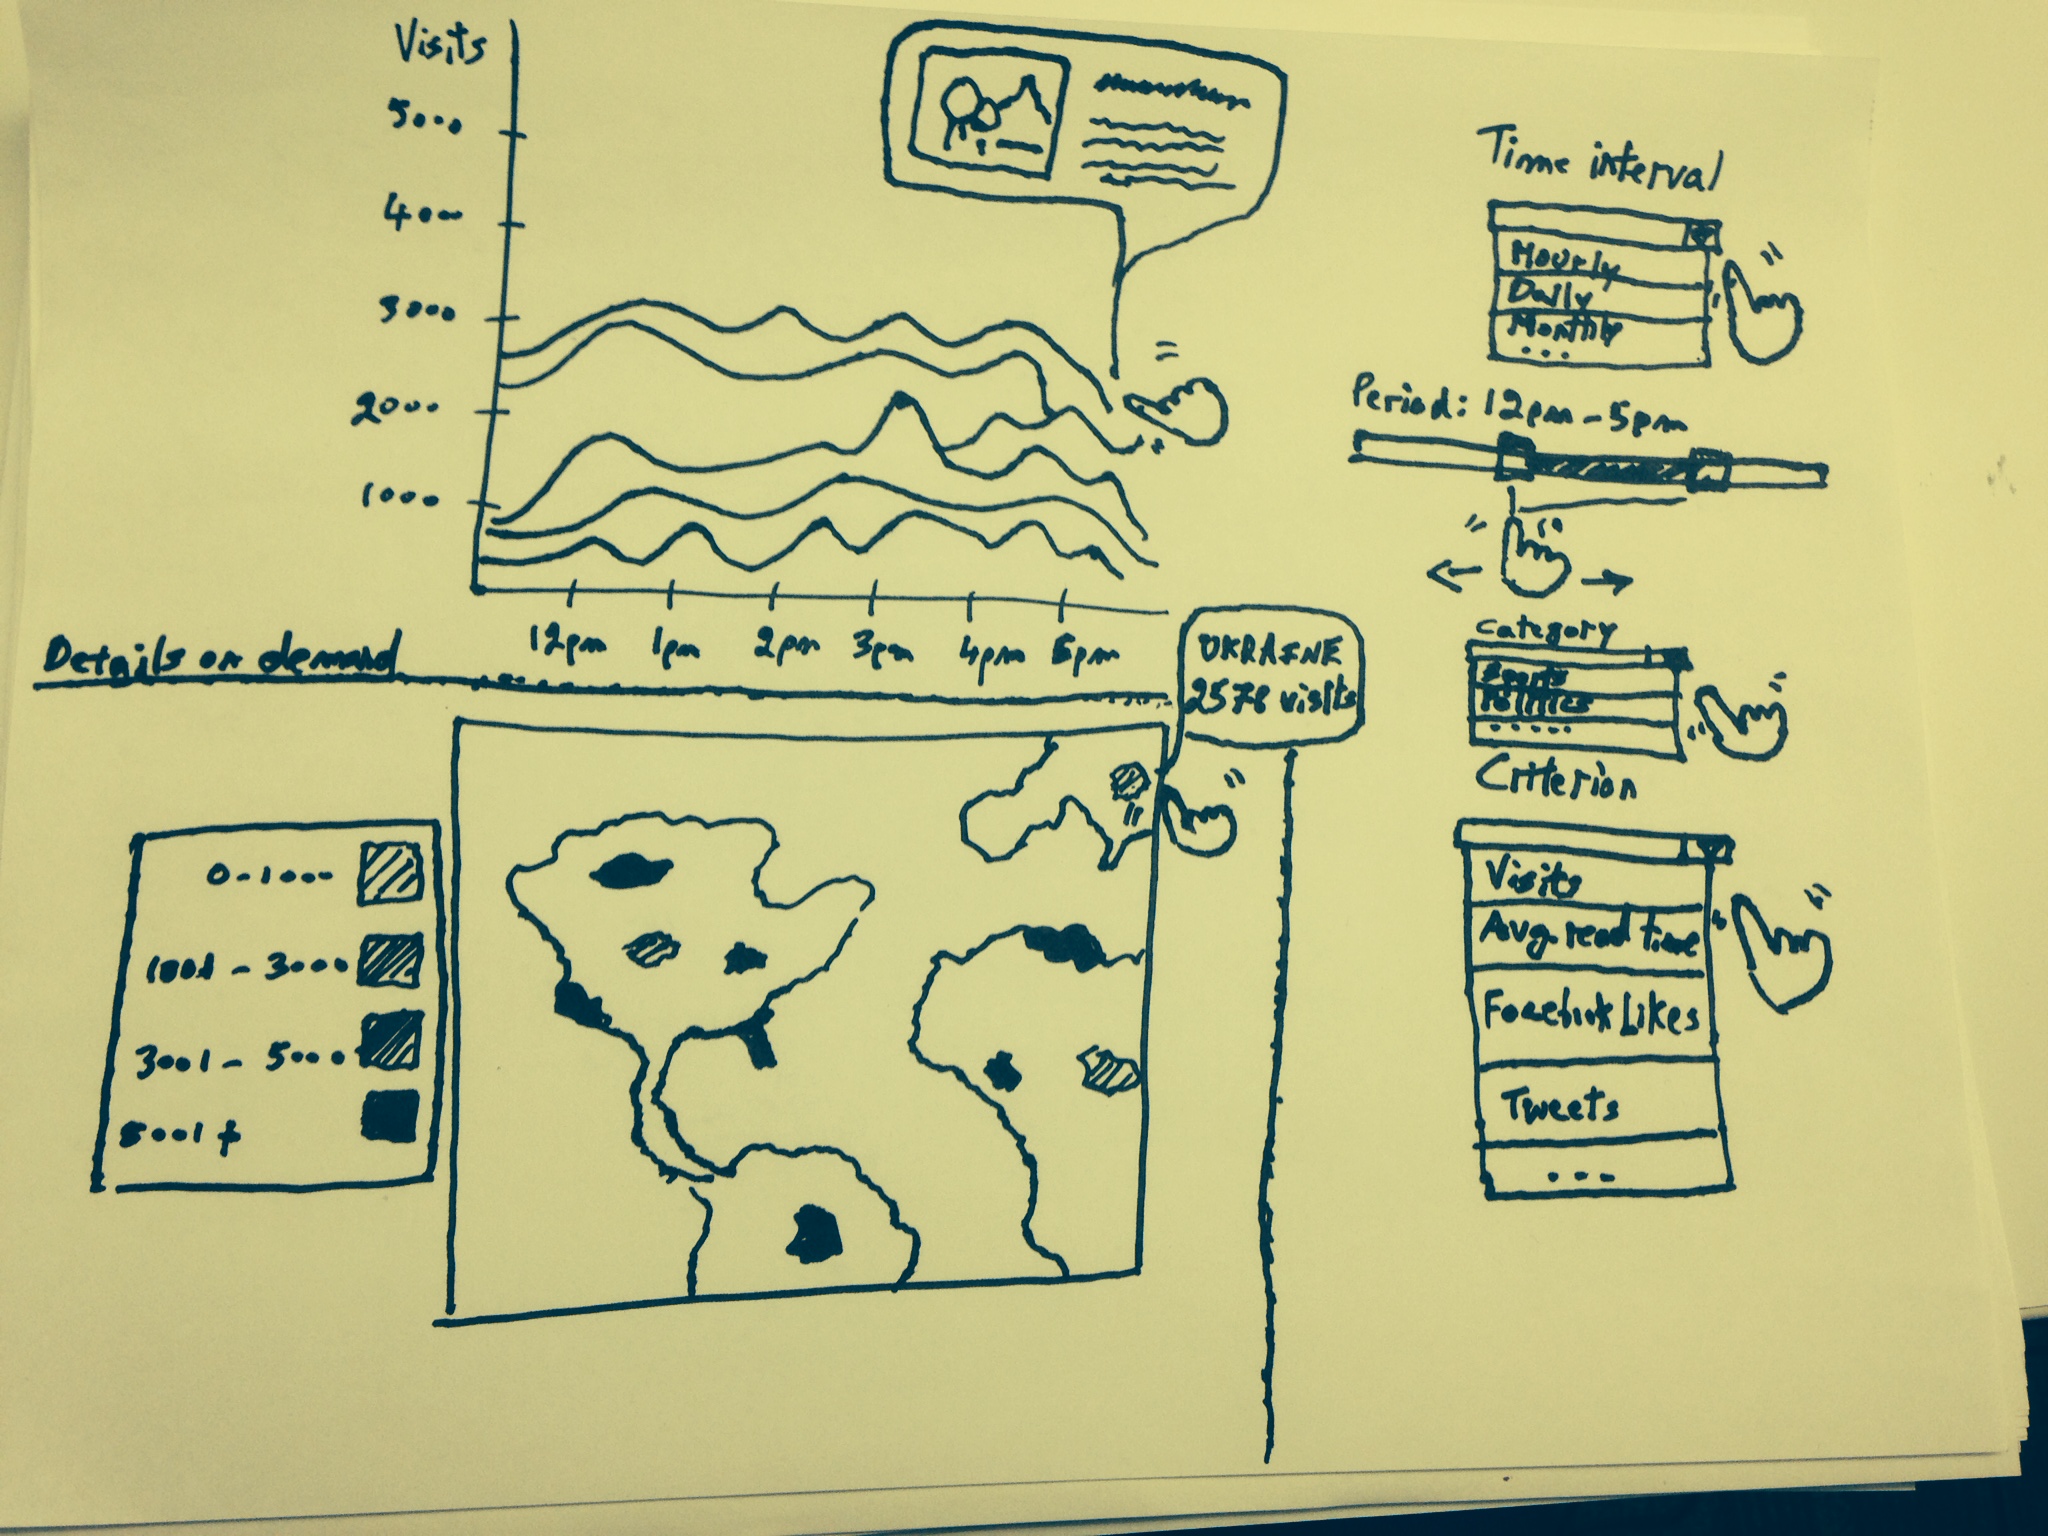 Visits
5000
4000
3000
2000
1000
12pm 1pm 2pm 3pm 4pm 5pm
Details on demand
UKRAINE
2578 visits
0-1000
1001 - 3000
3001 - 5000
5001 +
Time interval
Hourly
Daily
Monthly
...
Period: 12pm - 5pm
Category
Sports
Politics
.....
Criterion
Visits
Avg. read time
Facebook Likes
Tweets
...